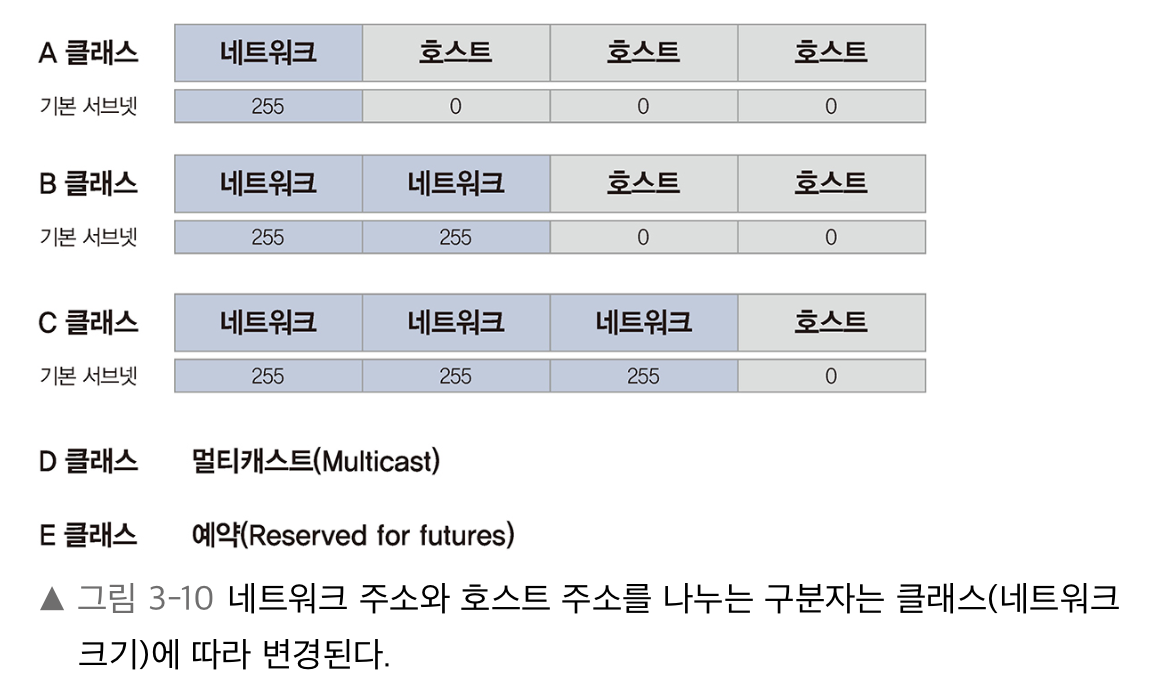 A 클래스 네트워크 호스트 호스트 호스트
기본 서브넷 255 0 0 0
B 클래스 네트워크 네트워크 호스트 호스트
기본 서브넷 255 255 0 0
C 클래스 네트워크 네트워크 네트워크 호스트
기본 서브넷 255 255 255 0
D 클래스 멀티캐스트(Multicast)
E 클래스 예약(Reserved for futures)
▲ 그림 3-10 네트워크 주소와 호스트 주소를 나누는 구분자는 클래스(네트워크
크기)에 따라 변경된다.